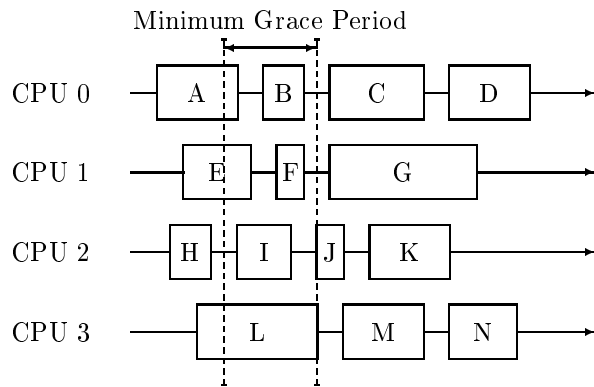 Minimum Grace Period
CPU 0 A B C D
CPU 1 E F G
CPU 2 H I J K
CPU 3 L M N